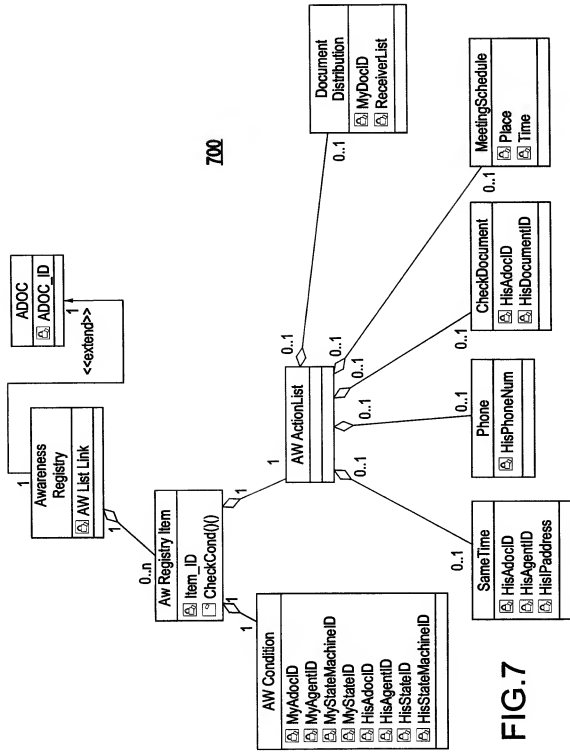 700
ADOC
ADOC_ID
1
<<extend>>
1
Awareness
Registry
AW List Link
1
0..n
Aw Registry Item
Item_ID
CheckCond()()
1
1
1
1
AW Condition
MyAdocID
MyAgentID
MyStateMachineID
MyStateID
HisAdocID
HisAgentID
HisStateID
HisStateMachineID
AW ActionList
0..1
0..1
0..1
0..1
0..1
Document
Distribution
MyDocID
ReceiverList
0..1
MeetingSchedule
Place
Time
0..1
CheckDocument
HisAdocID
HisDocumentID
0..1
Phone
HisPhoneNum
0..1
SameTime
HisAdocID
HisAgentID
HisIPaddress
0..1
FIG.7